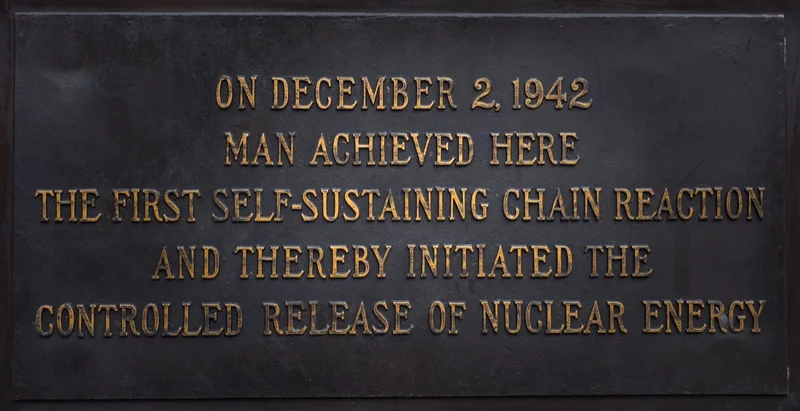 ON DECEMBER 2, 1942
MAN ACHIEVED HERE
THE FIRST SELF-SUSTAINING CHAIN REACTION
AND THEREBY INITIATED THE
CONTROLLED RELEASE OF NUCLEAR ENERGY